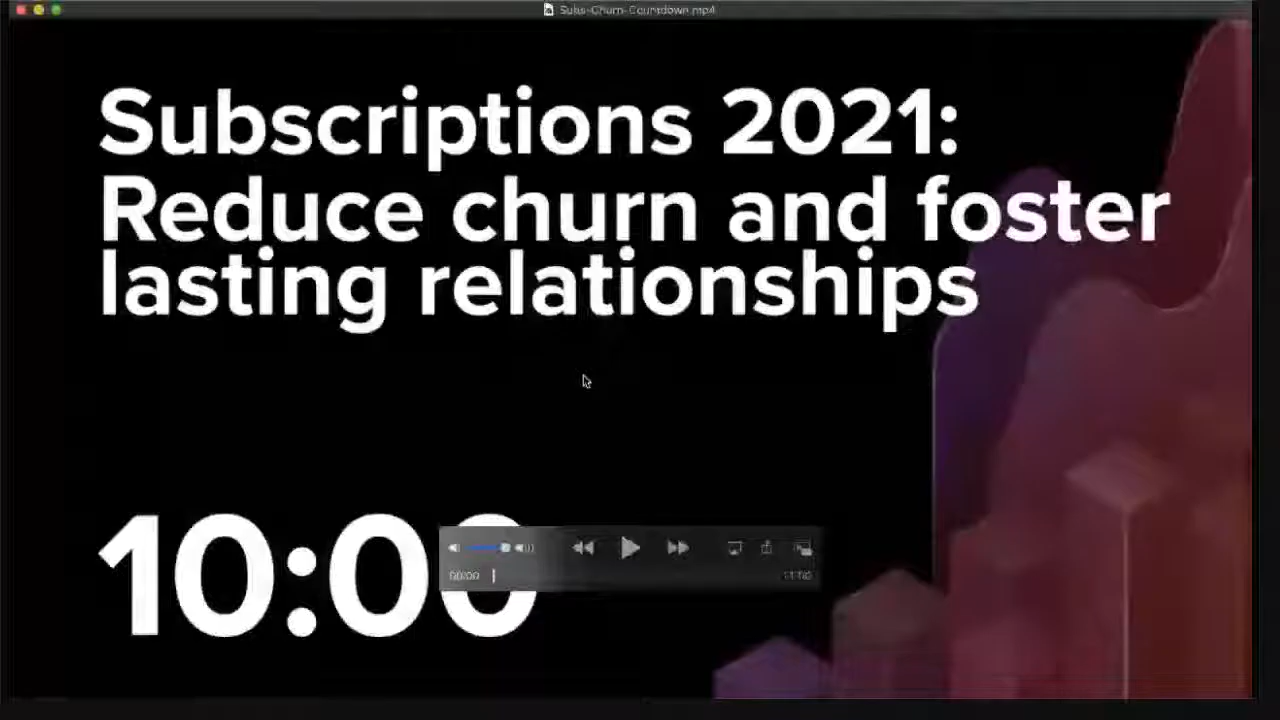 Subs-Churn-Countdown.mp4
Subscriptions 2021:
Reduce churn and foster
lasting relationships
10:00
00:00